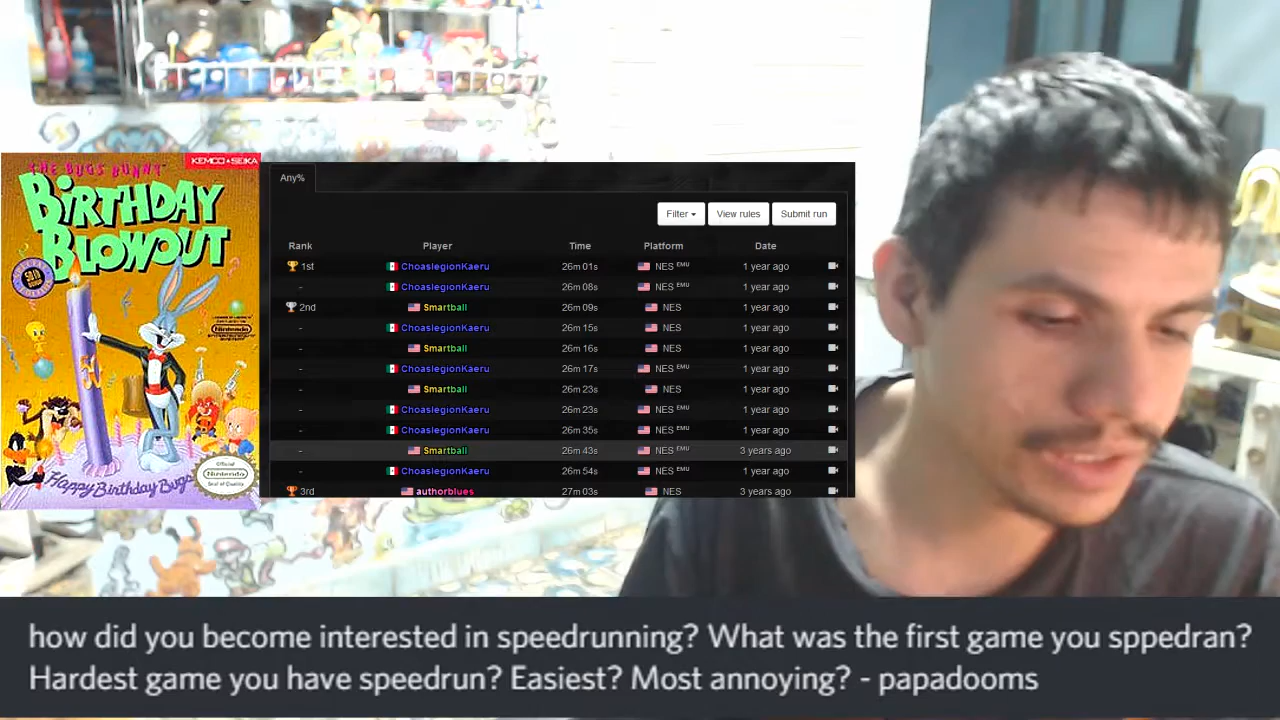 KEMCO★SEIKA
THE BUGS BUNNY
BIRTHDAY
BLOWOUT
Nintendo
Happy Birthday Bugs
Official
Nintendo
Seal of Quality
Any%
Filter View rules Submit run
Rank Player Time Platform Date
1st ChoaslegionKaeru 26m 01s NES EMU 1 year ago
- ChoaslegionKaeru 26m 08s NES EMU 1 year ago
2nd Smartball 26m 09s NES 1 year ago
- ChoaslegionKaeru 26m 15s NES EMU 1 year ago
- Smartball 26m 16s NES 1 year ago
- ChoaslegionKaeru 26m 17s NES EMU 1 year ago
- Smartball 26m 23s NES 1 year ago
- ChoaslegionKaeru 26m 23s NES EMU 1 year ago
- ChoaslegionKaeru 26m 35s NES EMU 1 year ago
- Smartball 26m 43s NES EMU 3 years ago
- ChoaslegionKaeru 26m 54s NES EMU 1 year ago
3rd authorblues 27m 03s NES 3 years ago
how did you become interested in speedrunning? What was the first game you sppedran?
Hardest game you have speedrun? Easiest? Most annoying? - papadooms